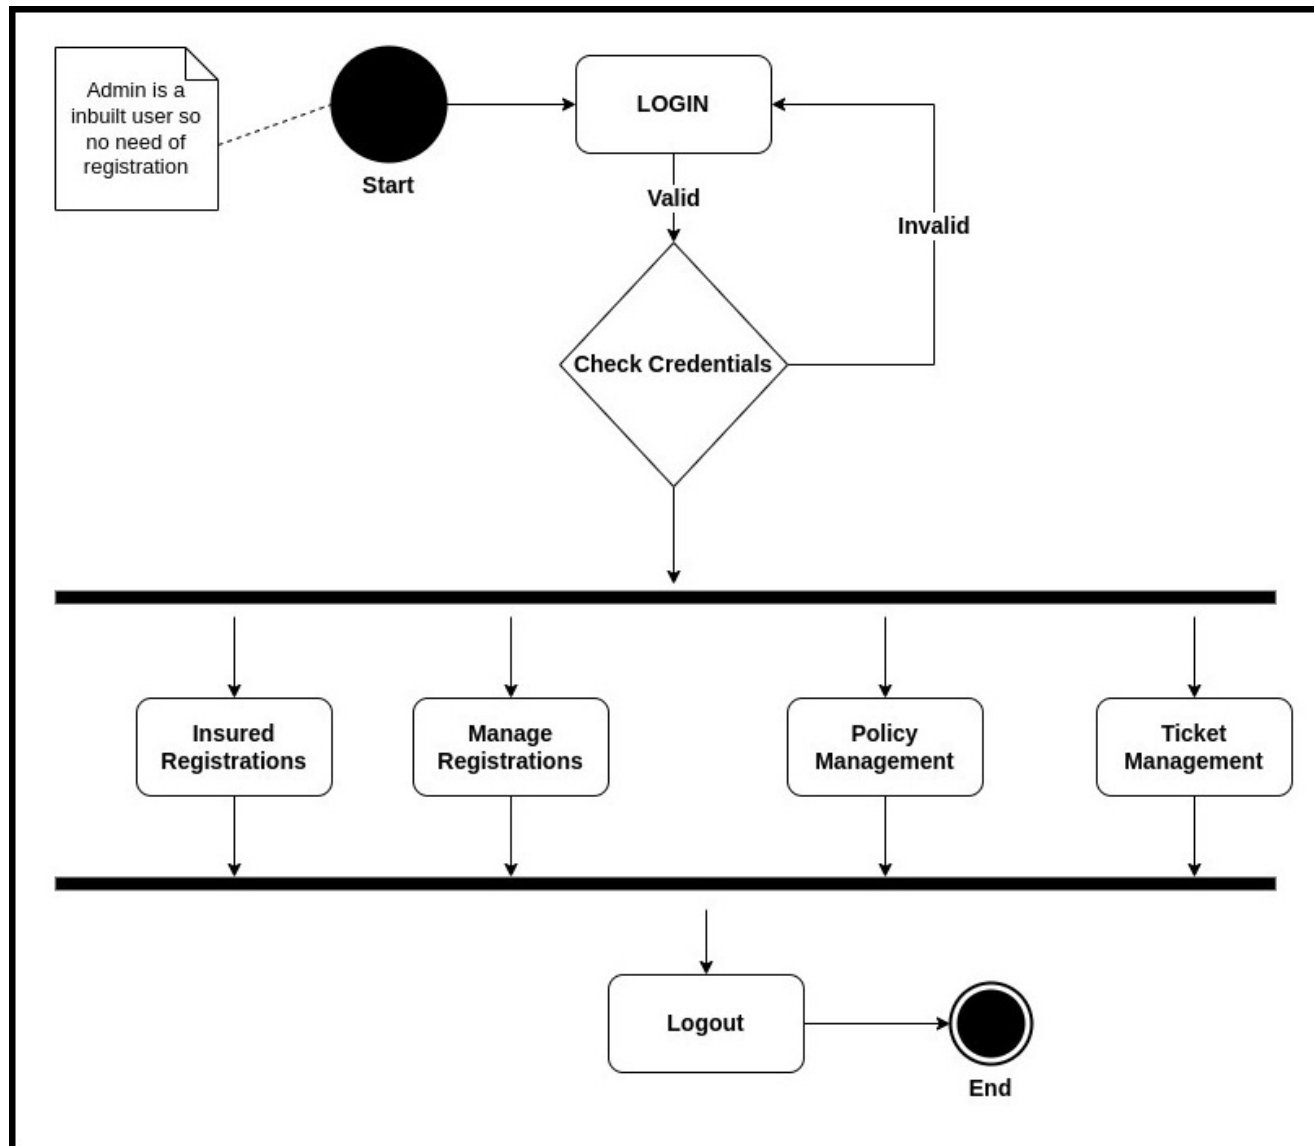 Admin is a
inbuilt user so
no need of
registration
Start
LOGIN
Valid
Invalid
Check Credentials
Insured
Registrations
Manage
Registrations
Policy
Management
Ticket
Management
Logout
End